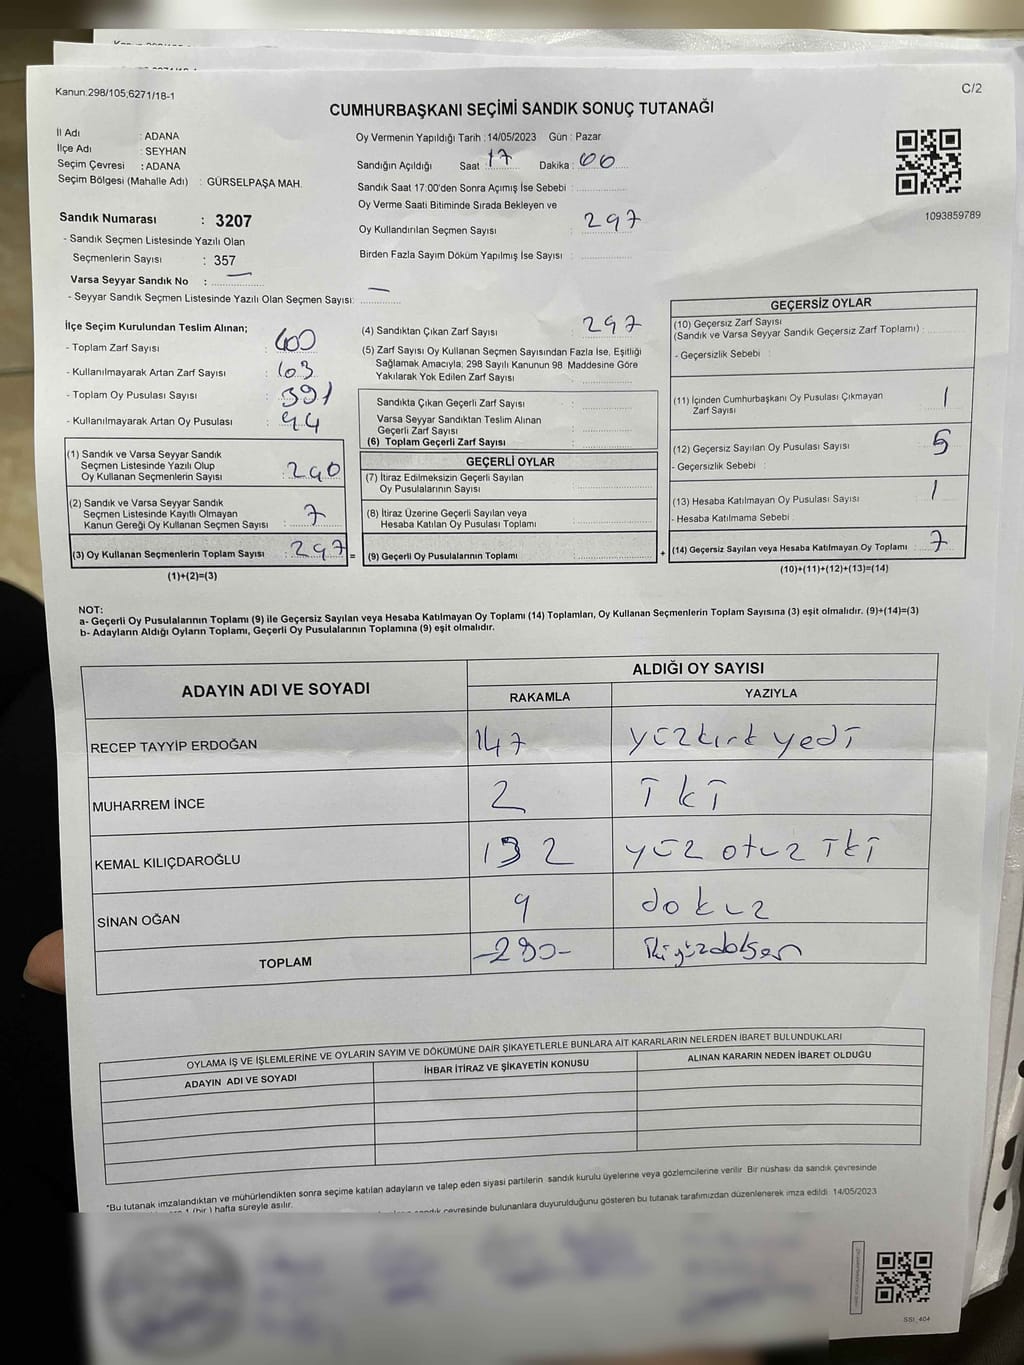 Kanun.298/105;6271/18-1
C/2
CUMHURBAŞKANI SEÇİMİ SANDIK SONUÇ TUTANAĞI
İl Adı : ADANA
İlçe Adı : SEYHAN
Seçim Çevresi : ADANA
Seçim Bölgesi (Mahalle Adı) : GÜRSELPAŞA MAH.
Sandık Numarası : 3207
- Sandık Seçmen Listesinde Yazılı Olan
Seçmenlerin Sayısı : 357
Varsa Seyyar Sandık No : —
- Seyyar Sandık Seçmen Listesinde Yazılı Olan Seçmen Sayısı: —
Oy Vermenin Yapıldığı Tarih : 14/05/2023 Gün : Pazar
Sandığın Açıldığı Saat : 17 Dakika : 00
Sandık Saat 17:00'den Sonra Açımış İse Sebebi :
Oy Verme Saati Bitiminde Sırada Bekleyen ve
Oy Kullandırılan Seçmen Sayısı : 297
Birden Fazla Sayım Döküm Yapılmış İse Sayısı :
1093859789
İlçe Seçim Kurulundan Teslim Alınan;
- Toplam Zarf Sayısı : 400
- Kullanılmayarak Artan Zarf Sayısı : 103
- Toplam Oy Pusulası Sayısı : 391
- Kullanılmayarak Artan Oy Pusulası : 94
(1) Sandık ve Varsa Seyyar Sandık
Seçmen Listesinde Yazılı Olup
Oy Kullanan Seçmenlerin Sayısı : 290
(2) Sandık ve Varsa Seyyar Sandık
Seçmen Listesinde Kayıtlı Olmayan
Kanun Gereği Oy Kullanan Seçmen Sayısı : 7
(3) Oy Kullanan Seçmenlerin Toplam Sayısı : 297 =
(1)+(2)=(3)
(4) Sandıktan Çıkan Zarf Sayısı : 297
(5) Zarf Sayısı Oy Kullanan Seçmen Sayısından Fazla İse, Eşitliği
Sağlamak Amacıyla, 298 Sayılı Kanunun 98. Maddesine Göre
Yakılarak Yok Edilen Zarf Sayısı :
Sandıkta Çıkan Geçerli Zarf Sayısı :
Varsa Seyyar Sandıktan Teslim Alınan
Geçerli Zarf Sayısı :
(6) Toplam Geçerli Zarf Sayısı :
GEÇERLİ OYLAR
(7) İtiraz Edilmeksizin Geçerli Sayılan
Oy Pusulalarının Sayısı :
(8) İtiraz Üzerine Geçerli Sayılan veya
Hesaba Katılan Oy Pusulası Toplamı :
(9) Geçerli Oy Pusulalarının Toplamı : +
GEÇERSİZ OYLAR
(10) Geçersiz Zarf Sayısı
(Sandık ve Varsa Seyyar Sandık Geçersiz Zarf Toplamı) :
- Geçersizlik Sebebi :
(11) İçinden Cumhurbaşkanı Oy Pusulası Çıkmayan
Zarf Sayısı : 1
(12) Geçersiz Sayılan Oy Pusulası Sayısı : 5
- Geçersizlik Sebebi :
(13) Hesaba Katılmayan Oy Pusulası Sayısı : 1
- Hesaba Katılmama Sebebi :
(14) Geçersiz Sayılan veya Hesaba Katılmayan Oy Toplamı : 7
(10)+(11)+(12)+(13)=(14)
NOT:
a- Geçerli Oy Pusulalarının Toplamı (9) ile Geçersiz Sayılan veya Hesaba Katılmayan Oy Toplamı (14) Toplamları, Oy Kullanan Seçmenlerin Toplam Sayısına (3) eşit olmalıdır. (9)+(14)=(3)
b- Adayların Aldığı Oyların Toplamı, Geçerli Oy Pusulalarının Toplamına (9) eşit olmalıdır.
ADAYIN ADI VE SOYADI
ALDIĞI OY SAYISI
RAKAMLA YAZIYLA
RECEP TAYYİP ERDOĞAN 147 yüzkırk yedi
MUHARREM İNCE 2 iki
KEMAL KILIÇDAROĞLU 132 yüz otuz iki
SİNAN OĞAN 9 dokuz
TOPLAM -290- ikiyüzdoksan
OYLAMA İŞ VE İŞLEMLERİNE VE OYLARIN SAYIM VE DÖKÜMÜNE DAİR ŞİKAYETLERLE BUNLARA AİT KARARLARIN NELERDEN İBARET BULUNDUKLARI
ADAYIN ADI VE SOYADI İHBAR İTİRAZ VE ŞİKAYETİN KONUSU ALINAN KARARIN NEDEN İBARET OLDUĞU
*Bu tutanak imzalandıktan ve mühürlendikten sonra seçime katılan adayların ve talep eden siyasi partilerin sandık kurulu üyelerine veya gözlemcilerine verilir. Bir nüshası da sandık çevresinde
1 (bir) hafta süreyle asılır.
sandık çevresinde bulunanlara duyurulduğunu gösteren bu tutanak tarafımızdan düzenlenerek imza edildi. 14/05/2023
SSI_404